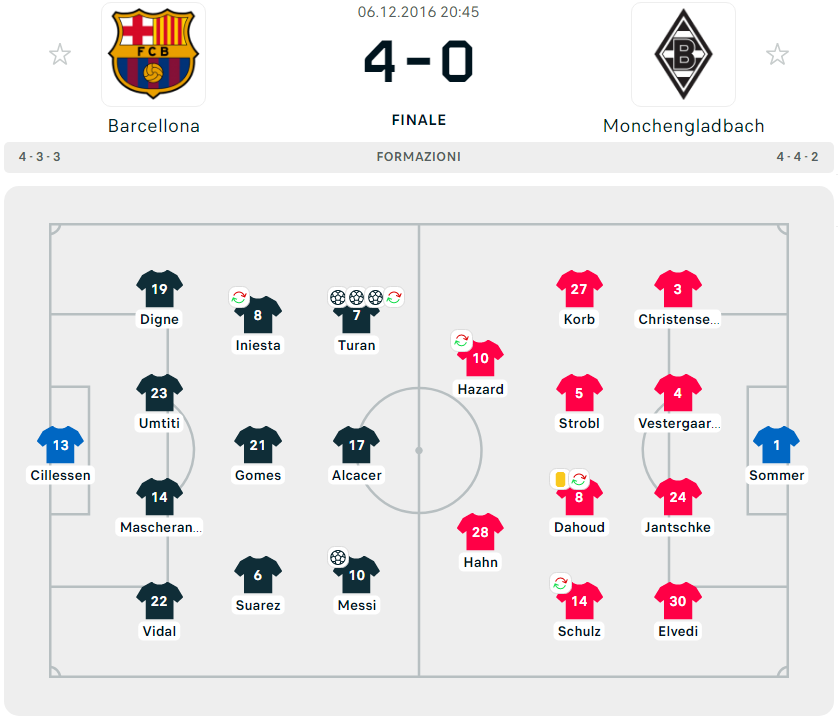 06.12.2016 20:45
FCB
4-0
B
FINALE
Barcellona
Monchengladbach
4-3-3
FORMAZIONI
4-4-2
19
Digne
8
Iniesta
7
Turan
27
Korb
3
Christense...
10
Hazard
23
Umtiti
5
Strobl
4
Vestergaar...
13
Cillessen
21
Gomes
17
Alcacer
1
Sommer
14
Mascheran...
8
Dahoud
24
Jantschke
28
Hahn
22
Vidal
6
Suarez
10
Messi
14
Schulz
30
Elvedi